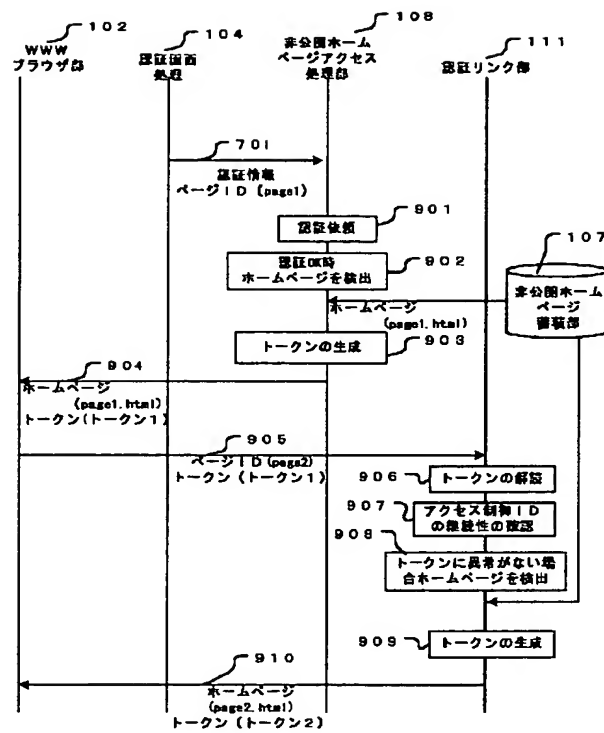 102
104
108
111
WWW
ブラウザ部
認証画面
処理
非公開ホーム
ページアクセス
処理部
認証リンク部
701
認証情報
ページID (page1)
901
認証依頼
902
認証OK時
ホームページを検出
107
非公開ホーム
ページ
蓄積部
ホームページ
(page1.html)
903
トークンの生成
904
ホームページ
(page1.html)
トークン(トークン1)
905
ページID(page2)
トークン (トークン1)
906
トークンの解読
907
アクセス制御ID
の継続性の確認
908
トークンに異常がない場
合ホームページを検出
909
トークンの生成
910
ホームページ
(page2.html)
トークン (トークン2)